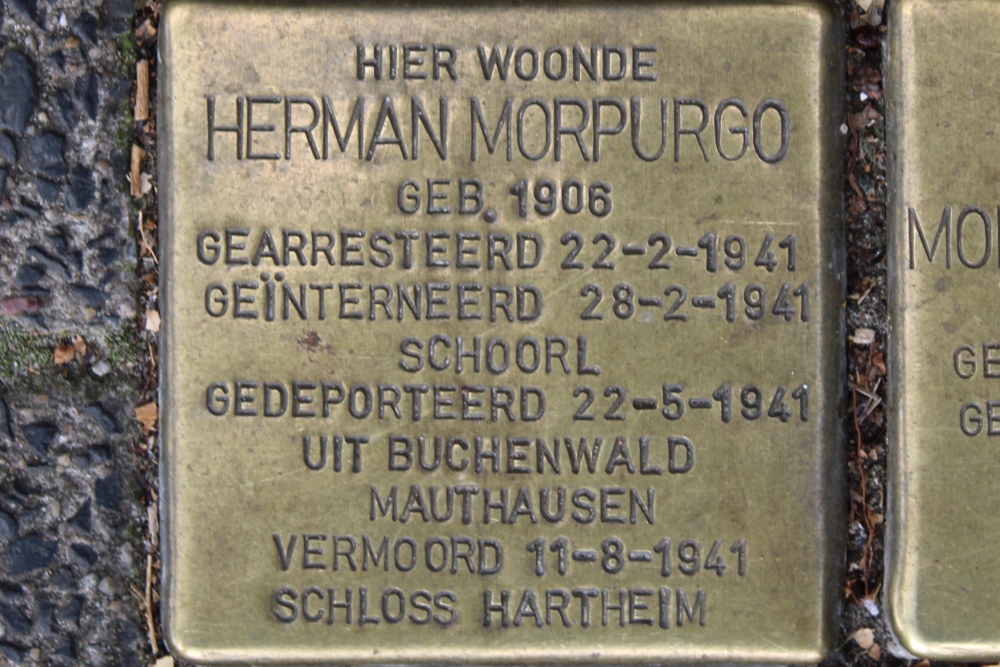 HIER WOONDE
HERMAN MORPURGO
GEB. 1906
GEARRESTEERD 22-2-1941
GEÏNTERNEERD 28-2-1941
SCHOORL
GEDEPORTEERD 22-5-1941
UIT BUCHENWALD
MAUTHAUSEN
VERMOORD 11-8-1941
SCHLOSS HARTHEIM